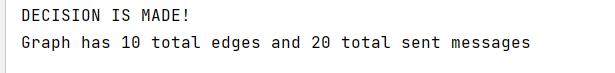 DECISION IS MADE!
Graph has 10 total edges and 20 total sent messages